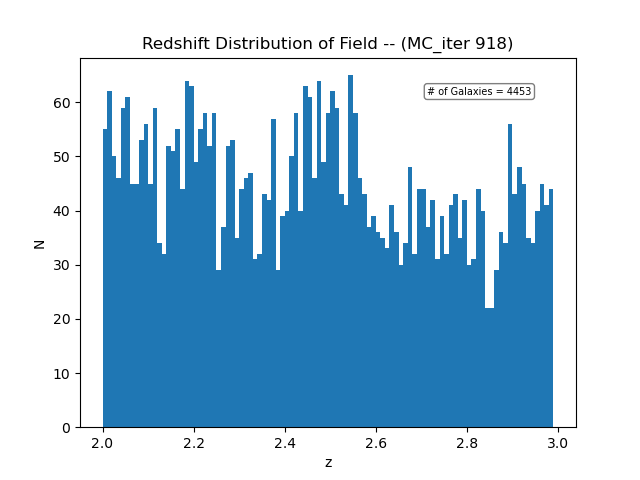 Redshift Distribution of Field -- (MC_iter 918)
# of Galaxies = 4453
60
50
40
30
20
10
0
N
2.0 2.2 2.4 2.6 2.8 3.0
z